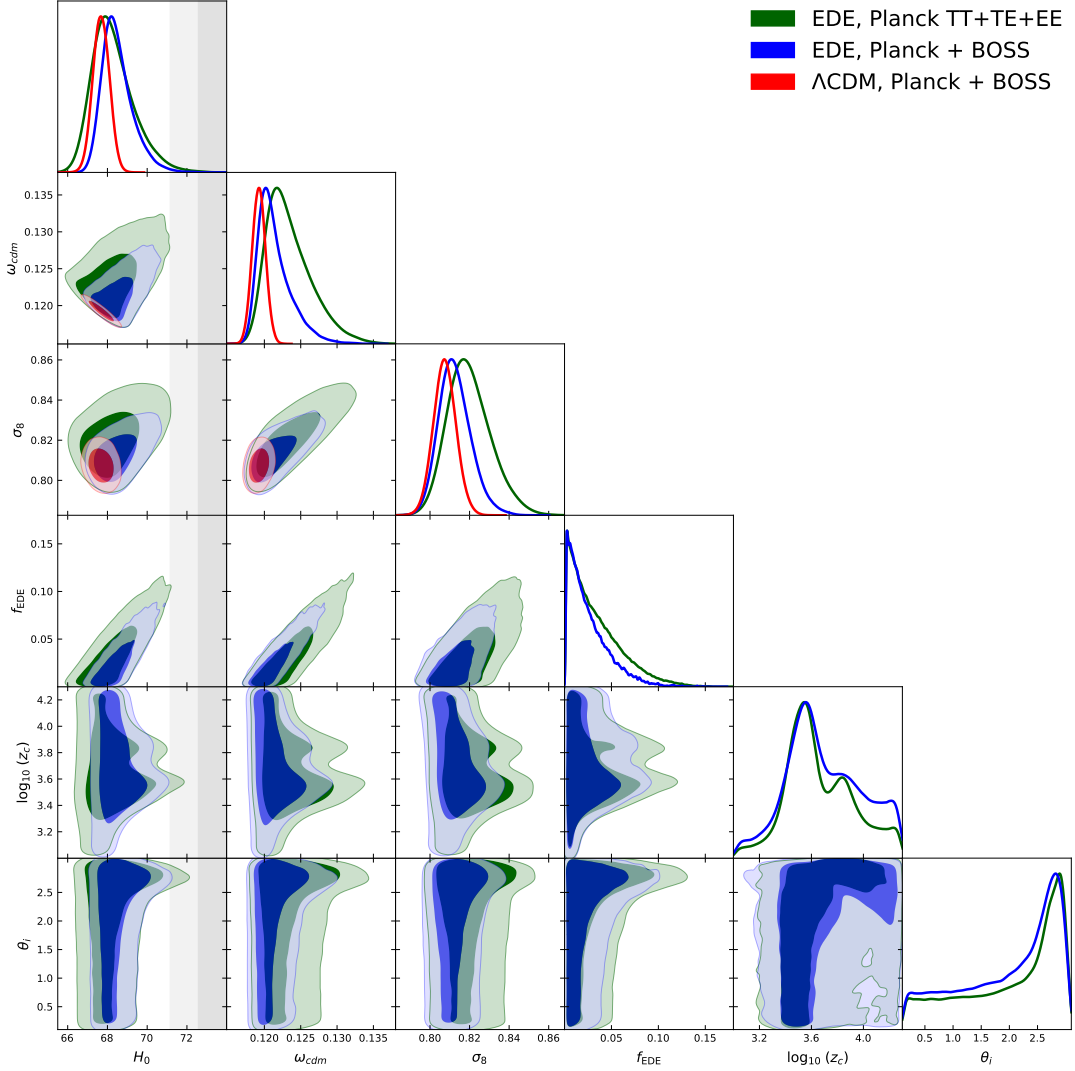 EDE, Planck TT+TE+EE
EDE, Planck + BOSS
ΛCDM, Planck + BOSS
0.135
0.130
0.125
0.120
ω_cdm
0.86
0.84
0.82
0.80
σ_8
0.15
0.10
0.05
f_EDE
4.2
4.0
3.8
3.6
3.4
3.2
log_10 (z_c)
2.5
2.0
1.5
1.0
0.5
θ_i
66 68 70 72
0.120 0.125 0.130 0.135
0.80 0.82 0.84 0.86
0.05 0.10 0.15
3.2 3.6 4.0
0.5 1.0 1.5 2.0 2.5
H_0
ω_cdm
σ_8
f_EDE
log_10 (z_c)
θ_i